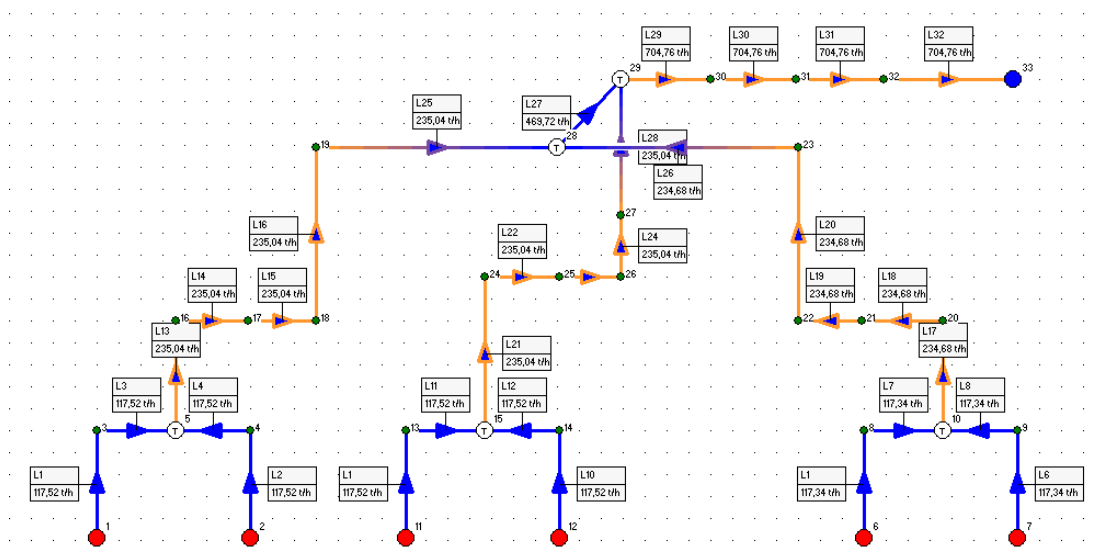 L29
704,76 t/h
L30
704,76 t/h
L31
704,76 t/h
L32
704,76 t/h
29
30
31
32
33
L25
235,04 t/h
L27
469,72 t/h
28
19
L28
235,04 t/h
23
L26
234,68 t/h
27
L16
235,04 t/h
L22
235,04 t/h
L24
235,04 t/h
L20
234,68 t/h
24
25
26
L14
235,04 t/h
L15
235,04 t/h
L19
234,68 t/h
L18
234,68 t/h
16
17
18
22
21
20
L13
235,04 t/h
L21
235,04 t/h
L17
234,68 t/h
L3
117,52 t/h
L4
117,52 t/h
L11
117,52 t/h
L12
117,52 t/h
L7
117,34 t/h
L8
117,34 t/h
3
5
4
13
15
14
8
10
9
T
T
T
T
T
L1
117,52 t/h
L2
117,52 t/h
L1
117,52 t/h
L10
117,52 t/h
L1
117,34 t/h
L6
117,34 t/h
1
2
11
12
6
7